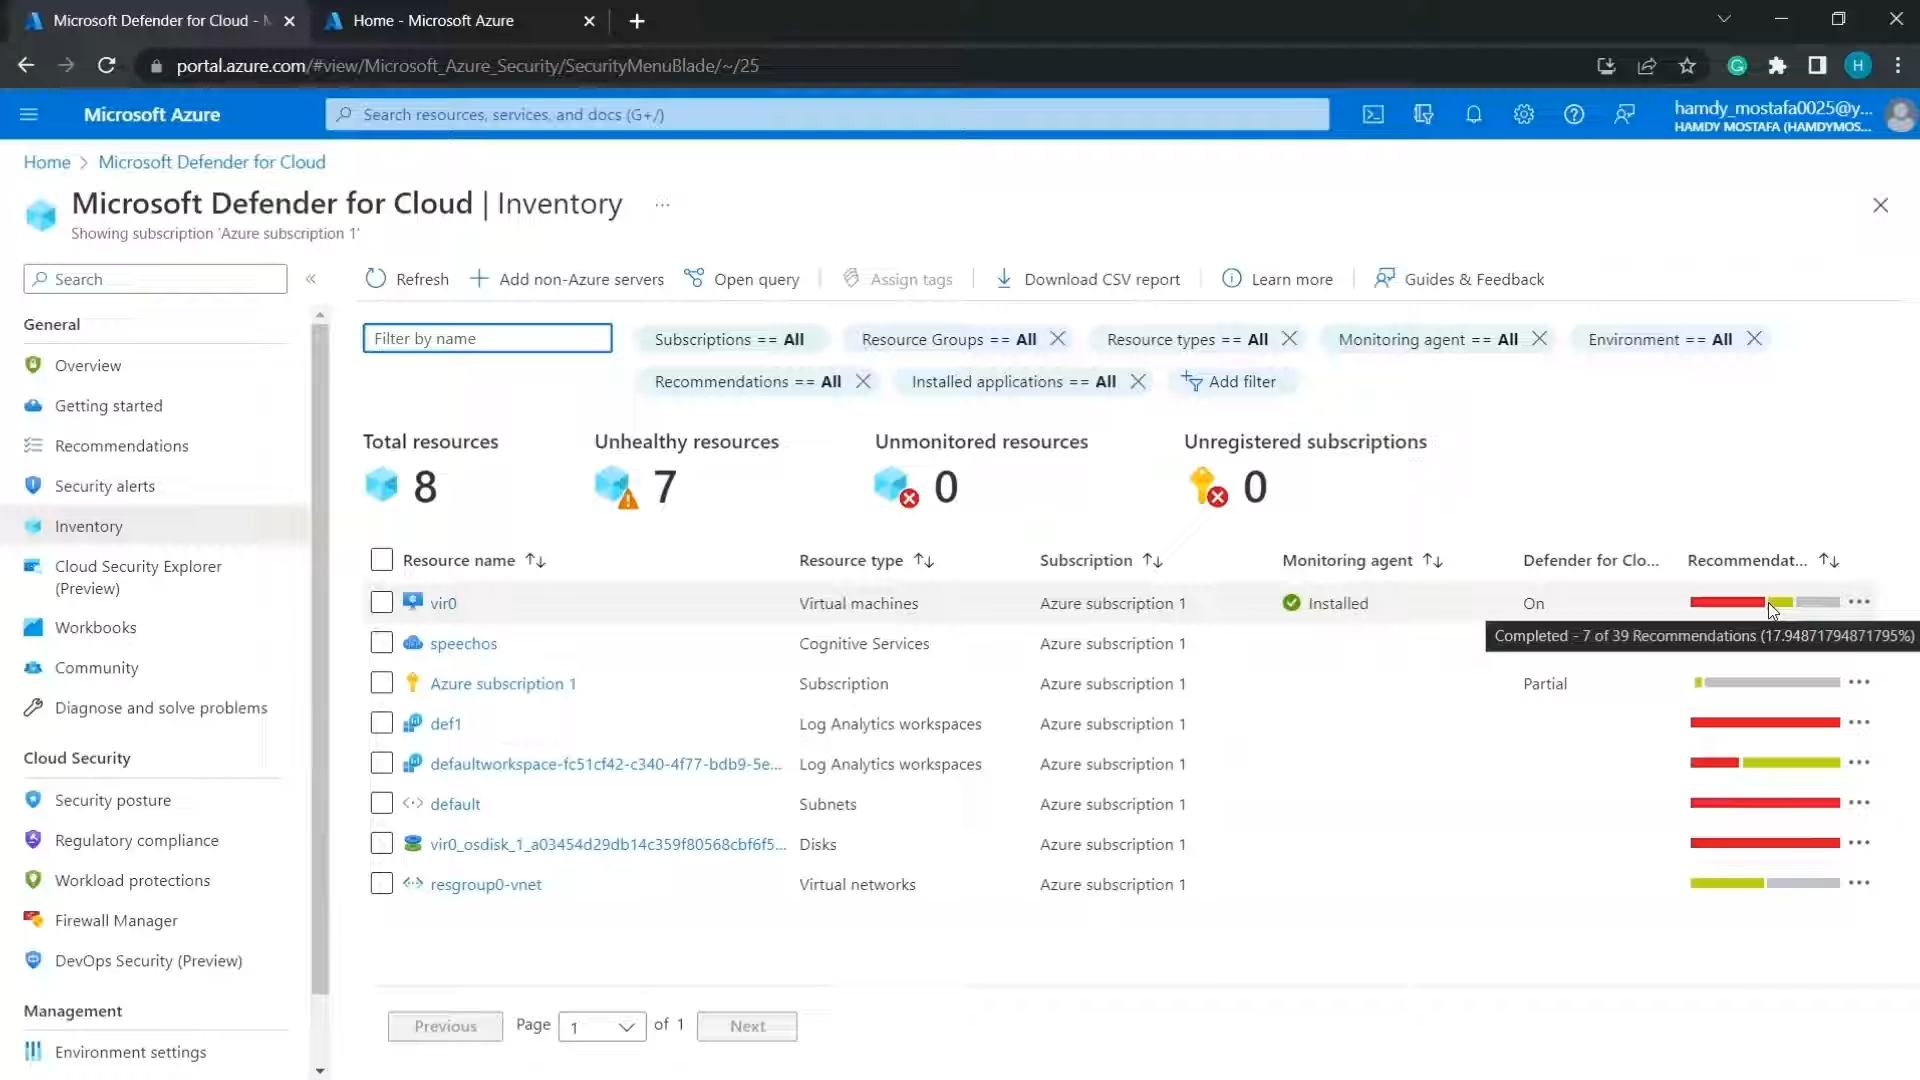 Microsoft Defender for Cloud - M
Home - Microsoft Azure
portal.azure.com/#view/Microsoft_Azure_Security/SecurityMenuBlade/~/25
H
Microsoft Azure
Search resources, services, and docs (G+/)
hamdy_mostafa0025@y...
HAMDY MOSTAFA (HAMDYMOS...
Home > Microsoft Defender for Cloud
Microsoft Defender for Cloud | Inventory ...
Showing subscription 'Azure subscription 1'
Search
«
Refresh
Add non-Azure servers
Open query
Assign tags
Download CSV report
Learn more
Guides & Feedback
General
Overview
Getting started
Recommendations
Security alerts
Inventory
Cloud Security Explorer
(Preview)
Workbooks
Community
Diagnose and solve problems
Cloud Security
Security posture
Regulatory compliance
Workload protections
Firewall Manager
DevOps Security (Preview)
Management
Environment settings
Filter by name
Subscriptions == All
Resource Groups == All
Resource types == All
Monitoring agent == All
Environment == All
Recommendations == All
Installed applications == All
Add filter
Total resources
8
Unhealthy resources
7
Unmonitored resources
0
Unregistered subscriptions
0
Resource name Resource type Subscription Monitoring agent Defender for Clo... Recommendat...
vir0 Virtual machines Azure subscription 1 Installed On
Completed - 7 of 39 Recommendations (17.94871794871795%)
speechos Cognitive Services Azure subscription 1
Azure subscription 1 Subscription Azure subscription 1 Partial
def1 Log Analytics workspaces Azure subscription 1
defaultworkspace-fc51cf42-c340-4f77-bdb9-5e... Log Analytics workspaces Azure subscription 1
default Subnets Azure subscription 1
vir0_osdisk_1_a03454d29db14c359f80568cbf6f5... Disks Azure subscription 1
resgroup0-vnet Virtual networks Azure subscription 1
Previous Page 1 of 1 Next